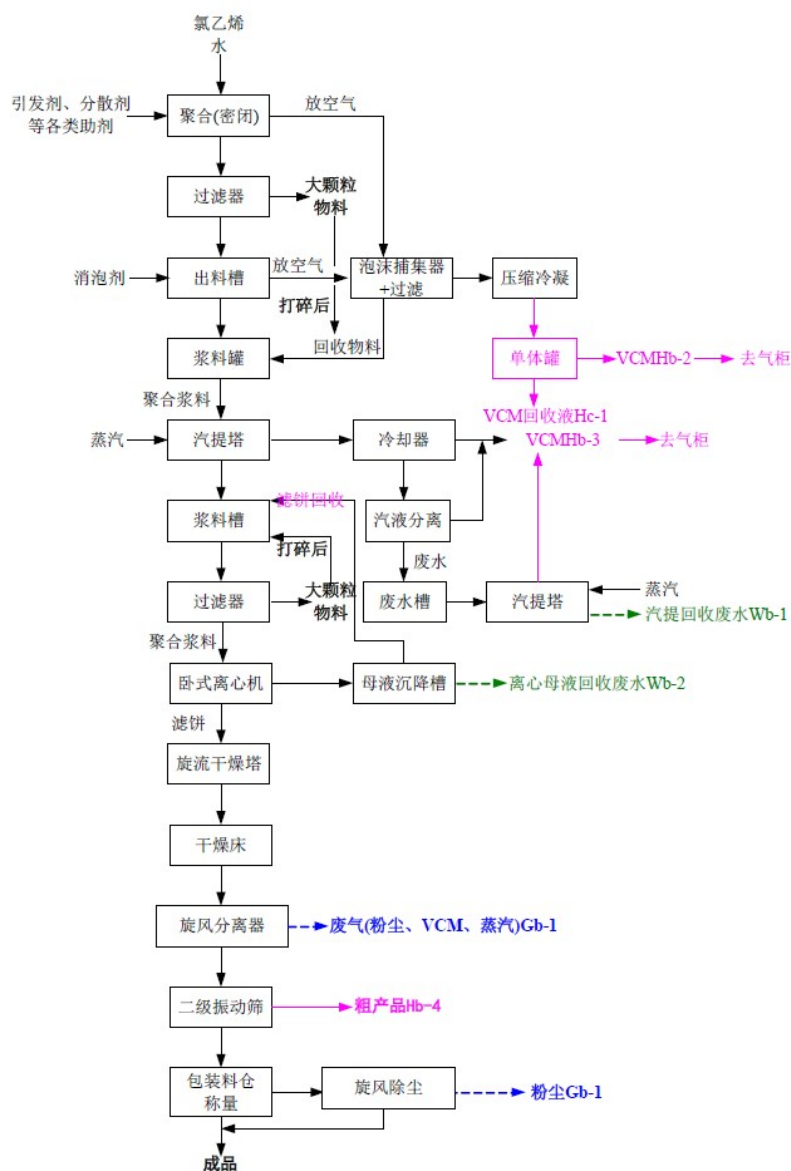 氯乙烯
水
引发剂、分散剂
等各类助剂
聚合(密闭)
放空气
过滤器
大颗粒
物料
消泡剂
出料槽
放空气
泡沫捕集器
+过滤
压缩冷凝
打碎后
回收物料
浆料罐
单体罐
VCMHb-2
去气柜
聚合浆料
VCM回收液Hc-1
蒸汽
汽提塔
冷却器
VCMHb-3
去气柜
滤饼回收
浆料槽
汽液分离
打碎后
废水
过滤器
大颗粒
物料
废水槽
汽提塔
蒸汽
汽提回收废水Wb-1
聚合浆料
卧式离心机
母液沉降槽
离心母液回收废水Wb-2
滤饼
旋流干燥塔
干燥床
旋风分离器
废气(粉尘、VCM、蒸汽)Gb-1
二级振动筛
粗产品Hb-4
包装料仓
称量
旋风除尘
粉尘Gb-1
成品